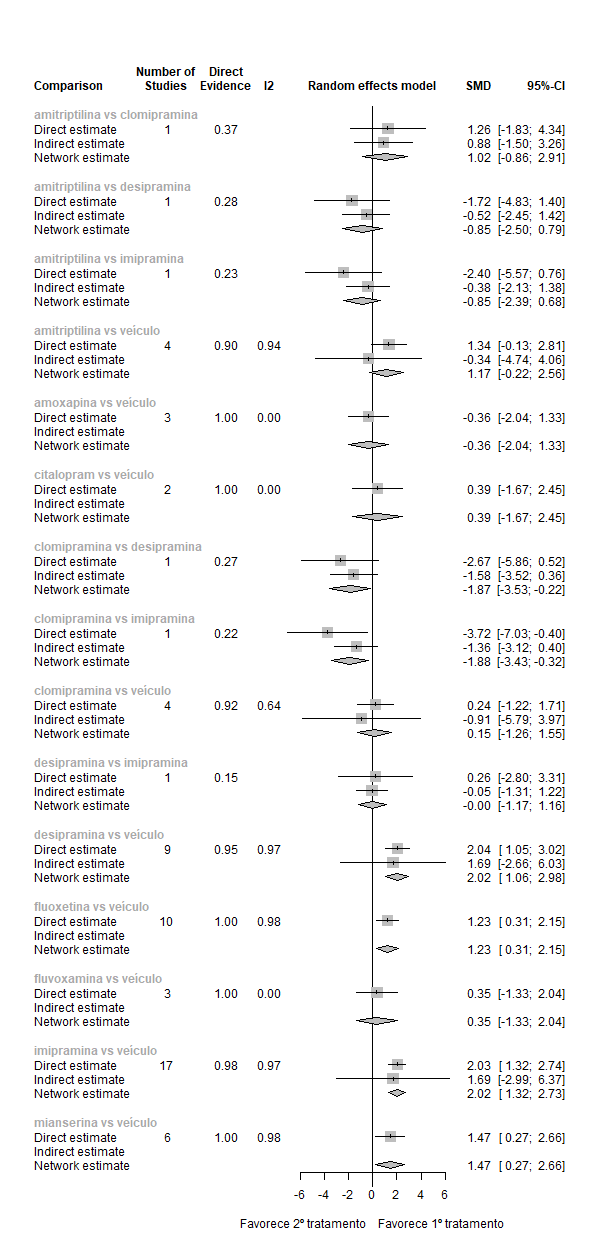 Number of Direct
Comparison Studies Evidence I2 Random effects model SMD 95%-CI
amitriptilina vs clomipramina
Direct estimate 1 0.37 1.26 [-1.83; 4.34]
Indirect estimate 0.88 [-1.50; 3.26]
Network estimate 1.02 [-0.86; 2.91]
amitriptilina vs desipramina
Direct estimate 1 0.28 -1.72 [-4.83; 1.40]
Indirect estimate -0.52 [-2.45; 1.42]
Network estimate -0.85 [-2.50; 0.79]
amitriptilina vs imipramina
Direct estimate 1 0.23 -2.40 [-5.57; 0.76]
Indirect estimate -0.38 [-2.13; 1.38]
Network estimate -0.85 [-2.39; 0.68]
amitriptilina vs veículo
Direct estimate 4 0.90 0.94 1.34 [-0.13; 2.81]
Indirect estimate -0.34 [-4.74; 4.06]
Network estimate 1.17 [-0.22; 2.56]
amoxapina vs veículo
Direct estimate 3 1.00 0.00 -0.36 [-2.04; 1.33]
Indirect estimate
Network estimate -0.36 [-2.04; 1.33]
citalopram vs veículo
Direct estimate 2 1.00 0.00 0.39 [-1.67; 2.45]
Indirect estimate
Network estimate 0.39 [-1.67; 2.45]
clomipramina vs desipramina
Direct estimate 1 0.27 -2.67 [-5.86; 0.52]
Indirect estimate -1.58 [-3.52; 0.36]
Network estimate -1.87 [-3.53; -0.22]
clomipramina vs imipramina
Direct estimate 1 0.22 -3.72 [-7.03; -0.40]
Indirect estimate -1.36 [-3.12; 0.40]
Network estimate -1.88 [-3.43; -0.32]
clomipramina vs veículo
Direct estimate 4 0.92 0.64 0.24 [-1.22; 1.71]
Indirect estimate -0.91 [-5.79; 3.97]
Network estimate 0.15 [-1.26; 1.55]
desipramina vs imipramina
Direct estimate 1 0.15 0.26 [-2.80; 3.31]
Indirect estimate -0.05 [-1.31; 1.22]
Network estimate -0.00 [-1.17; 1.16]
desipramina vs veículo
Direct estimate 9 0.95 0.97 2.04 [ 1.05; 3.02]
Indirect estimate 1.69 [-2.66; 6.03]
Network estimate 2.02 [ 1.06; 2.98]
fluoxetina vs veículo
Direct estimate 10 1.00 0.98 1.23 [ 0.31; 2.15]
Indirect estimate
Network estimate 1.23 [ 0.31; 2.15]
fluvoxamina vs veículo
Direct estimate 3 1.00 0.00 0.35 [-1.33; 2.04]
Indirect estimate
Network estimate 0.35 [-1.33; 2.04]
imipramina vs veículo
Direct estimate 17 0.98 0.97 2.03 [ 1.32; 2.74]
Indirect estimate 1.69 [-2.99; 6.37]
Network estimate 2.02 [ 1.32; 2.73]
mianserina vs veículo
Direct estimate 6 1.00 0.98 1.47 [ 0.27; 2.66]
Indirect estimate
Network estimate 1.47 [ 0.27; 2.66]
-6 -4 -2 0 2 4 6
Favorece 2º tratamento Favorece 1º tratamento